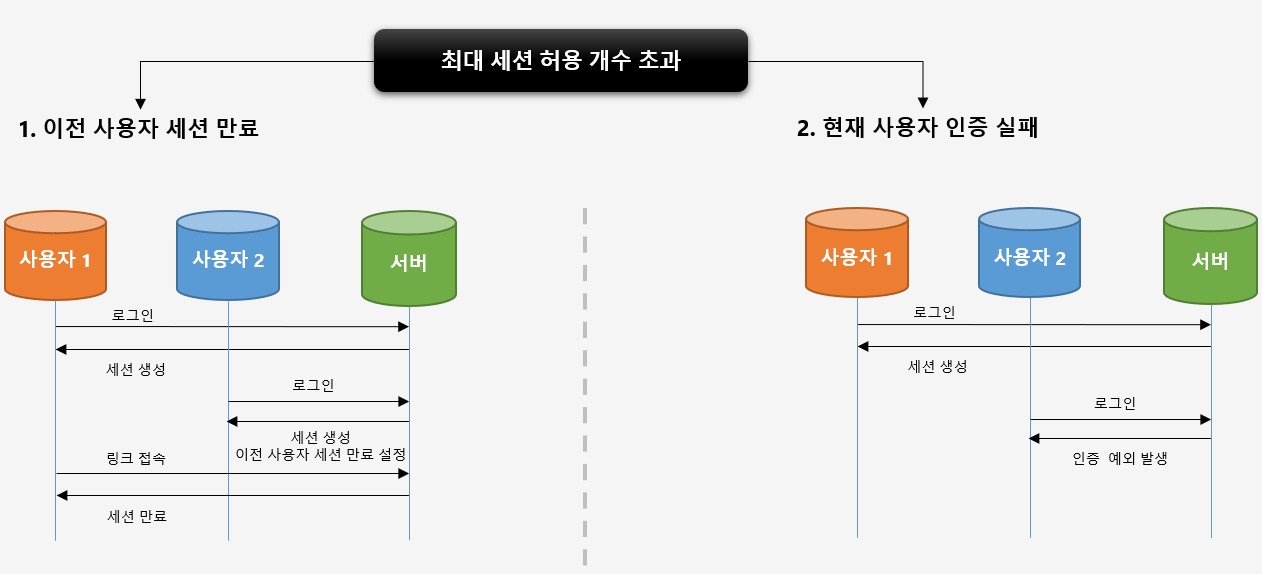 최대 세션 허용 개수 초과
1. 이전 사용자 세션 만료
사용자 1
사용자 2
서버
로그인
세션 생성
로그인
세션 생성
이전 사용자 세션 만료 설정
링크 접속
세션 만료
2. 현재 사용자 인증 실패
사용자 1
사용자 2
서버
로그인
세션 생성
로그인
인증 예외 발생